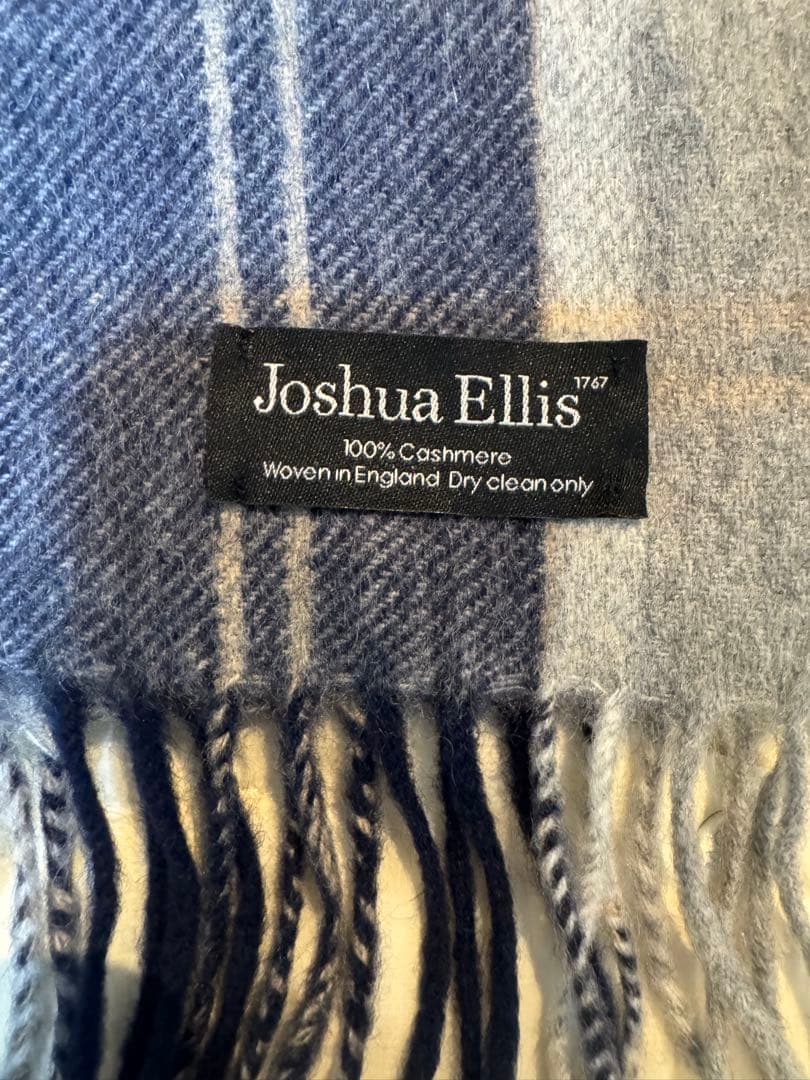 Joshua Ellis 1767
100% Cashmere
Woven in England Dry clean only